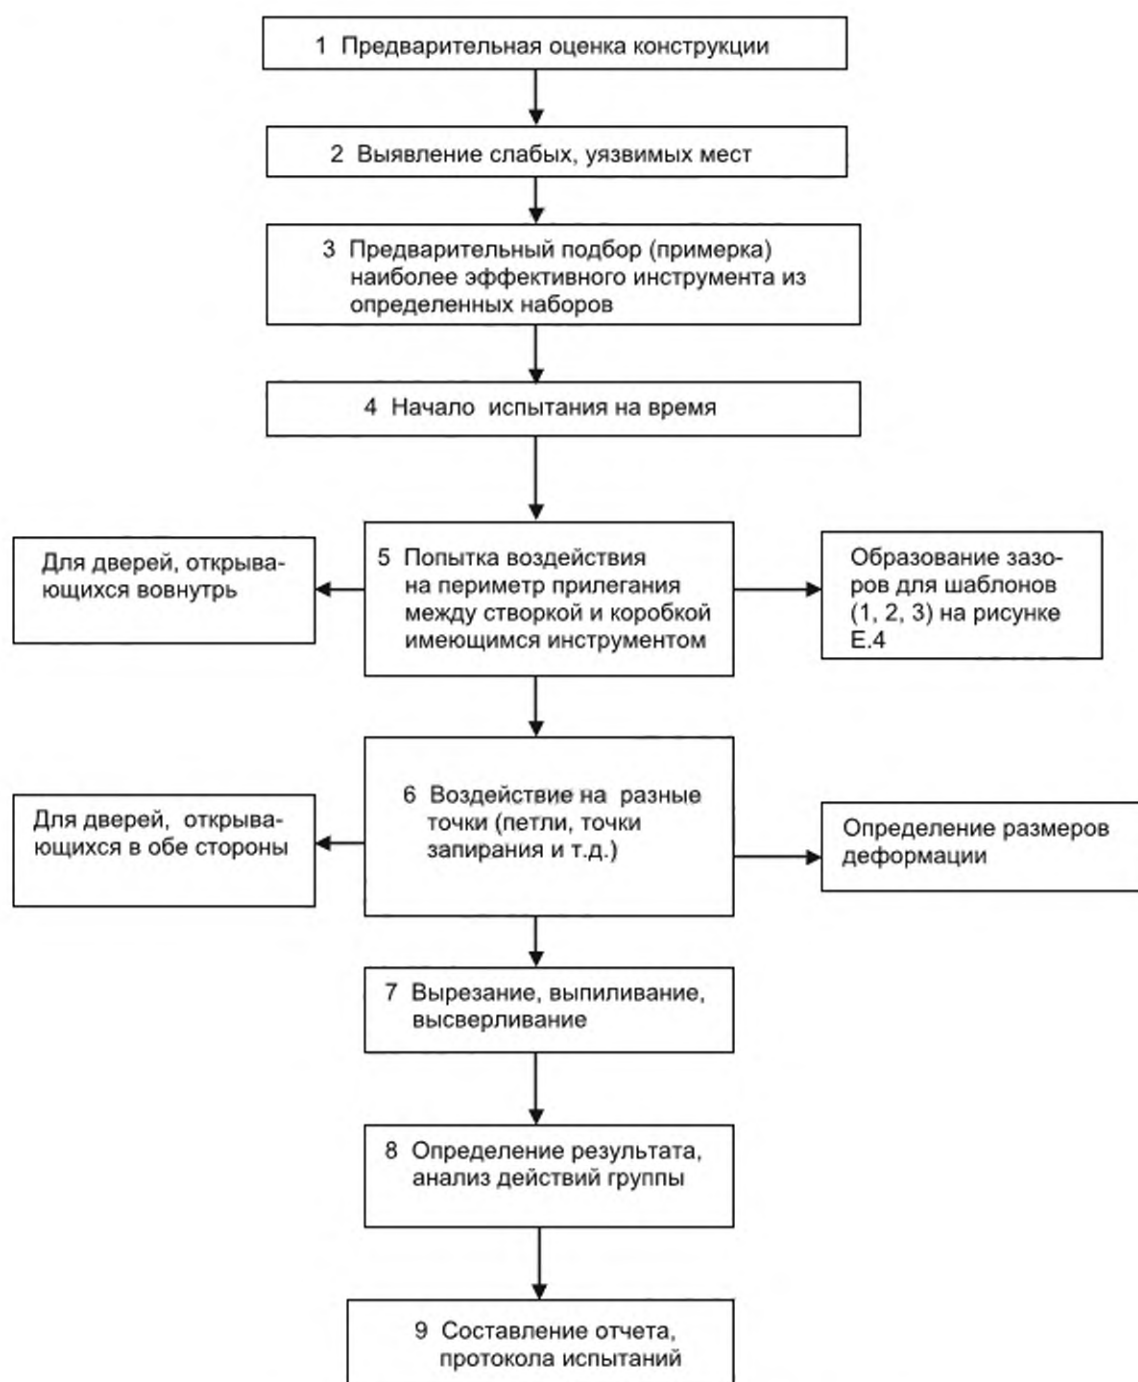 1 Предварительная оценка конструкции
2 Выявление слабых, уязвимых мест
3 Предварительный подбор (примерка)
наиболее эффективного инструмента из
определенных наборов
4 Начало испытания на время
Для дверей, открыва-
ющихся вовнутрь
5 Попытка воздействия
на периметр прилегания
между створкой и коробкой
имеющимся инструментом
Образование зазо-
ров для шаблонов
(1, 2, 3) на рисунке
Е.4
Для дверей, открыва-
ющихся в обе стороны
6 Воздействие на разные
точки (петли, точки
запирания и т.д.)
Определение размеров
деформации
7 Вырезание, выпиливание,
высверливание
8 Определение результата,
анализ действий группы
9 Составление отчета,
протокола испытаний